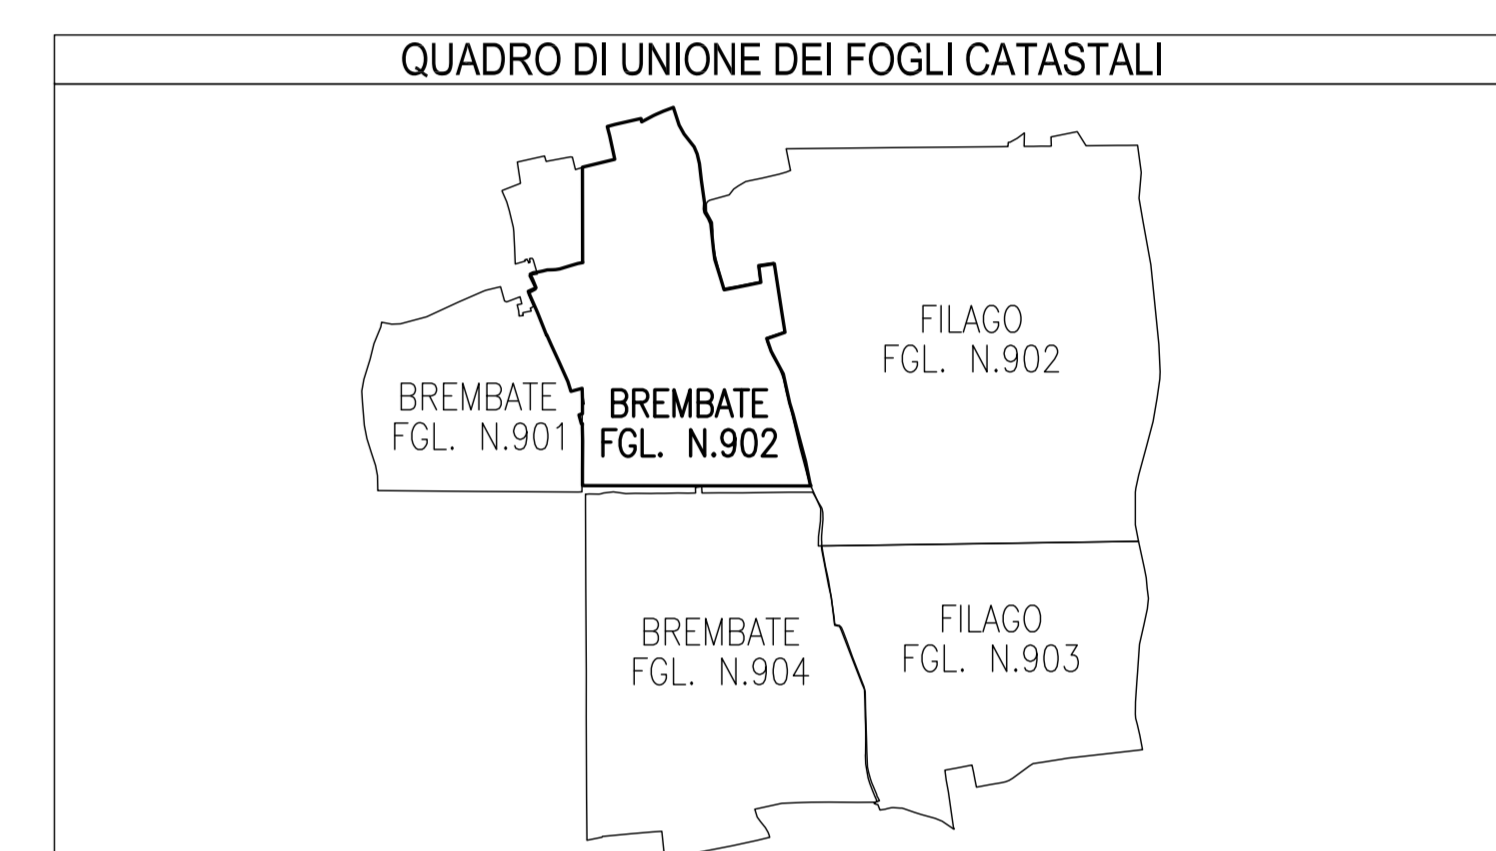 QUADRO DI UNIONE DEI FOGLI CATASTALI
FILAGO
FGL. N.902
BREMBATE
FGL. N.901
BREMBATE
FGL. N.902
BREMBATE
FGL. N.904
FILAGO
FGL. N.903